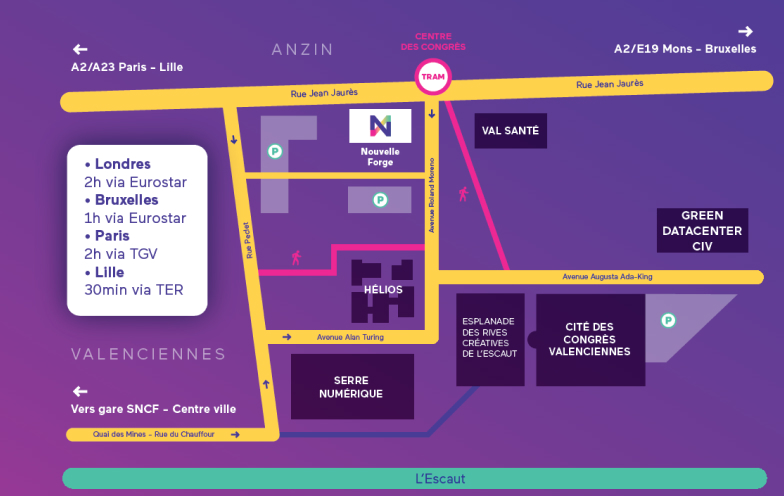 ANZIN
CENTRE
DES CONGRÈS
TRAM
A2/A23 Paris - Lille
A2/E19 Mons - Bruxelles
Rue Jean Jaurès
Rue Jean Jaurès
P
N
Nouvelle
Forge
VAL SANTÉ
Avenue Roland Moreno
• Londres
2h via Eurostar
• Bruxelles
1h via Eurostar
• Paris
2h via TGV
• Lille
30min via TER
P
Rue Pedet
GREEN
DATACENTER
CIV
Avenue Augusta Ada-King
HÉLIOS
ESPLANADE
DES RIVES
CRÉATIVES
DE L'ESCAUT
CITÉ DES
CONGRÈS
VALENCIENNES
P
Avenue Alan Turing
VALENCIENNES
SERRE
NUMÉRIQUE
Vers gare SNCF - Centre ville
Quai des Mines - Rue du Chauffour
L'Escaut